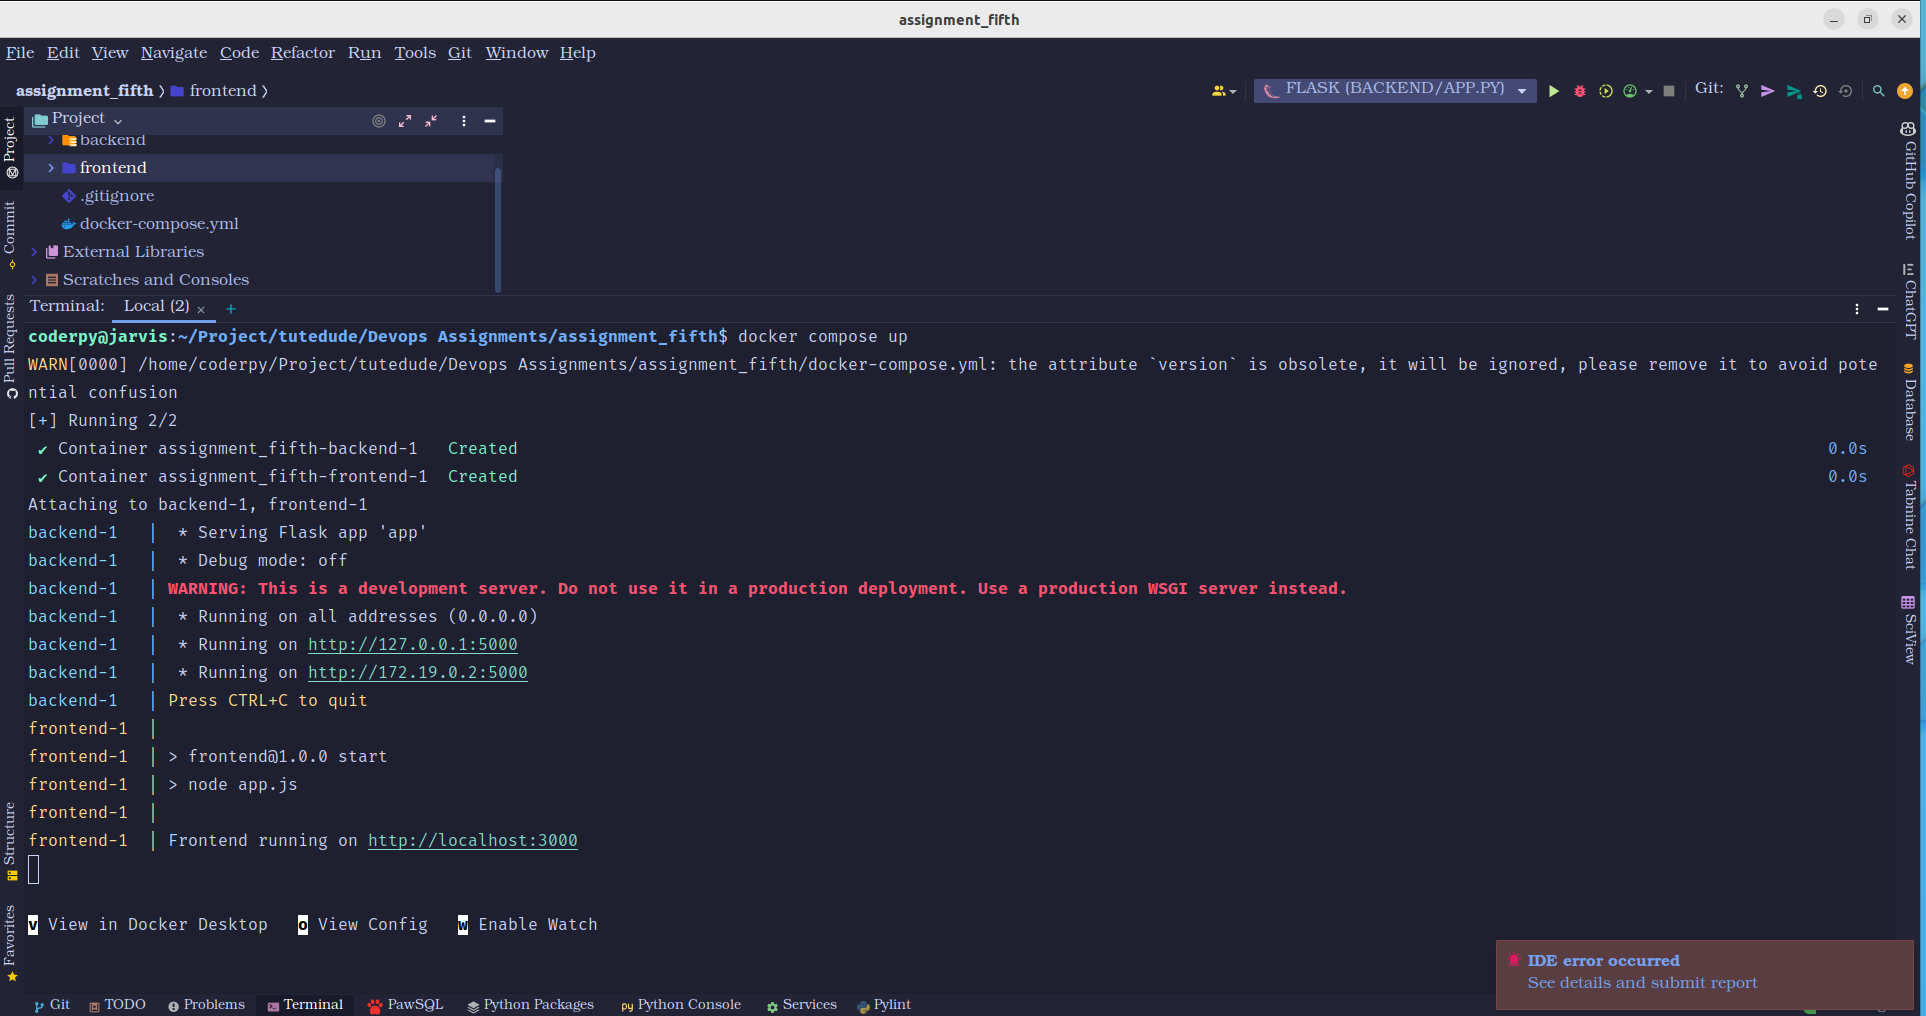 assignment_fifth
File Edit View Navigate Code Refactor Run Tools Git Window Help
assignment_fifth frontend
FLASK (BACKEND/APP.PY)
Git:
Project
backend
frontend
.gitignore
docker-compose.yml
External Libraries
Scratches and Consoles
Terminal: Local (2) × +
coderpy@jarvis:~/Project/tutedude/Devops Assignments/assignment_fifth$ docker compose up
WARN[0000] /home/coderpy/Project/tutedude/Devops Assignments/assignment_fifth/docker-compose.yml: the attribute `version` is obsolete, it will be ignored, please remove it to avoid pote
ntial confusion
[+] Running 2/2
✔ Container assignment_fifth-backend-1 Created 0.0s
✔ Container assignment_fifth-frontend-1 Created 0.0s
Attaching to backend-1, frontend-1
backend-1 | * Serving Flask app 'app'
backend-1 | * Debug mode: off
backend-1 | WARNING: This is a development server. Do not use it in a production deployment. Use a production WSGI server instead.
backend-1 | * Running on all addresses (0.0.0.0)
backend-1 | * Running on http://127.0.0.1:5000
backend-1 | * Running on http://172.19.0.2:5000
backend-1 | Press CTRL+C to quit
frontend-1 |
frontend-1 | > frontend@1.0.0 start
frontend-1 | > node app.js
frontend-1 |
frontend-1 | Frontend running on http://localhost:3000
v View in Docker Desktop o View Config w Enable Watch
IDE error occurred
See details and submit report
Git TODO Problems Terminal PawSQL Python Packages Python Console Services Pylint
Project
Commit
Pull Requests
Structure
Favorites
GitHub Copilot
ChatGPT
Database
Tabnine Chat
SciView